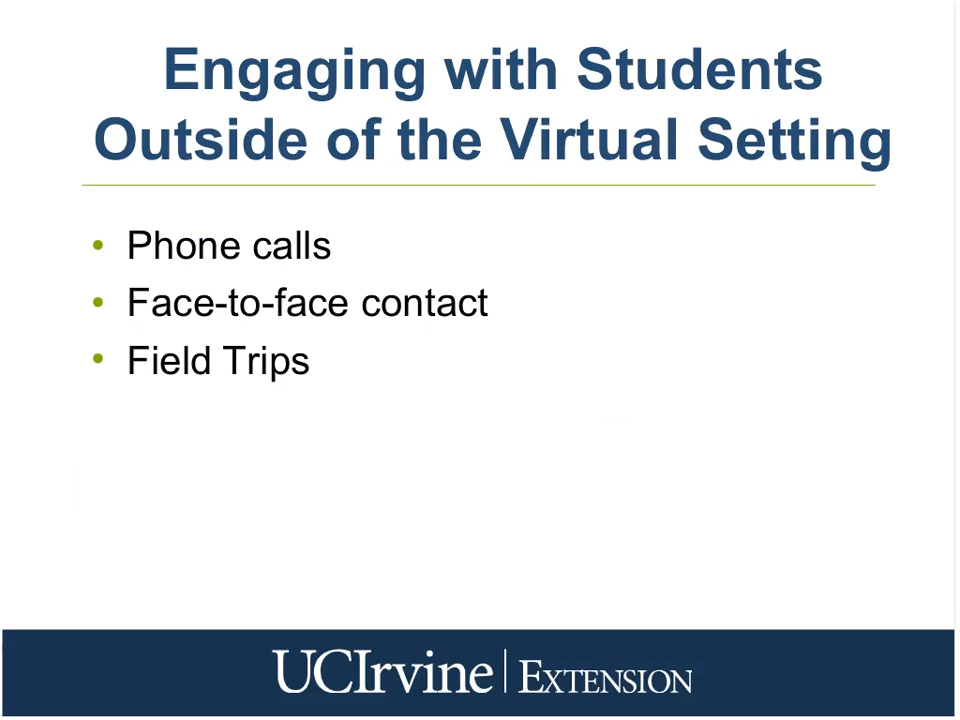 Engaging with Students
Outside of the Virtual Setting
• Phone calls
• Face-to-face contact
• Field Trips
UCIrvine | EXTENSION